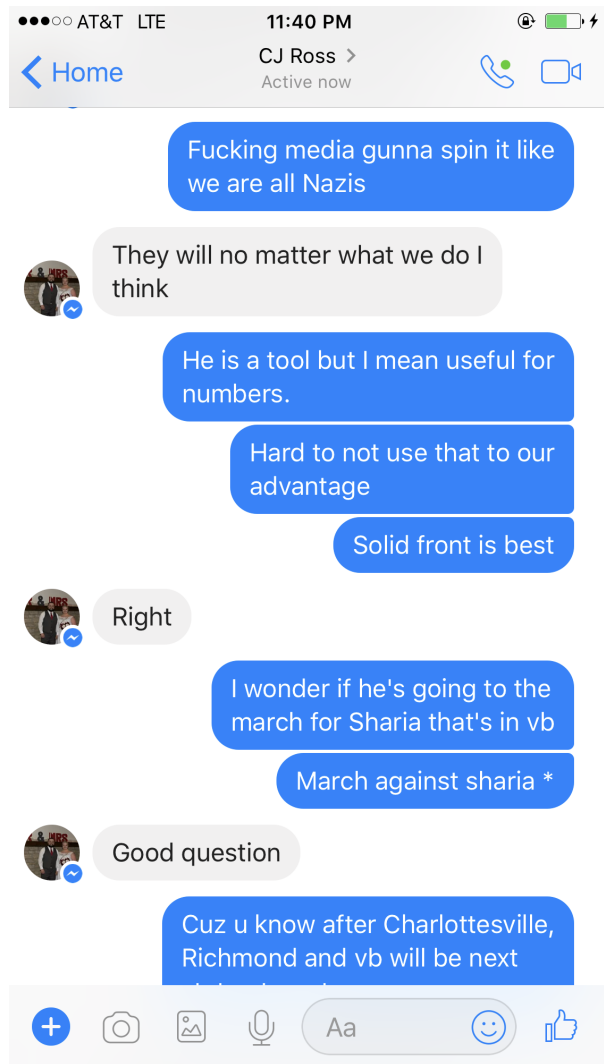 AT&T LTE 11:40 PM
Home CJ Ross
Active now
Fucking media gunna spin it like
we are all Nazis
They will no matter what we do I
think
He is a tool but I mean useful for
numbers.
Hard to not use that to our
advantage
Solid front is best
Right
I wonder if he's going to the
march for Sharia that's in vb
March against sharia *
Good question
Cuz u know after Charlottesville,
Richmond and vb will be next
Aa